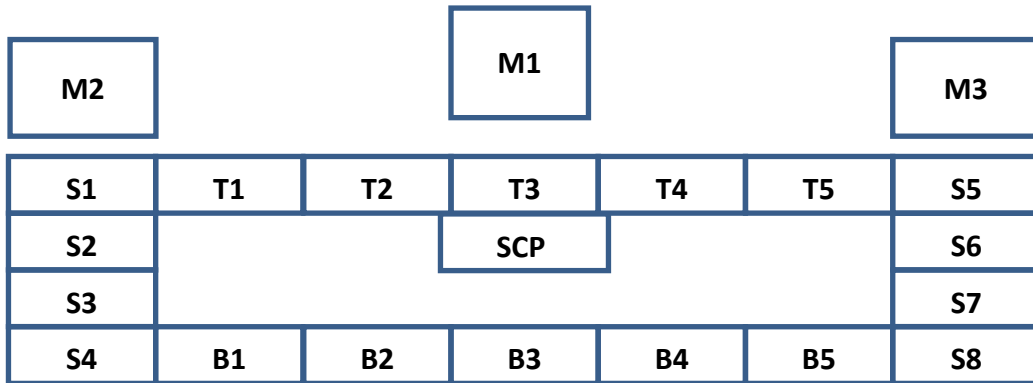 M1
M2 M3
S1 T1 T2 T3 T4 T5 S5
S2 SCP S6
S3 S7
S4 B1 B2 B3 B4 B5 S8